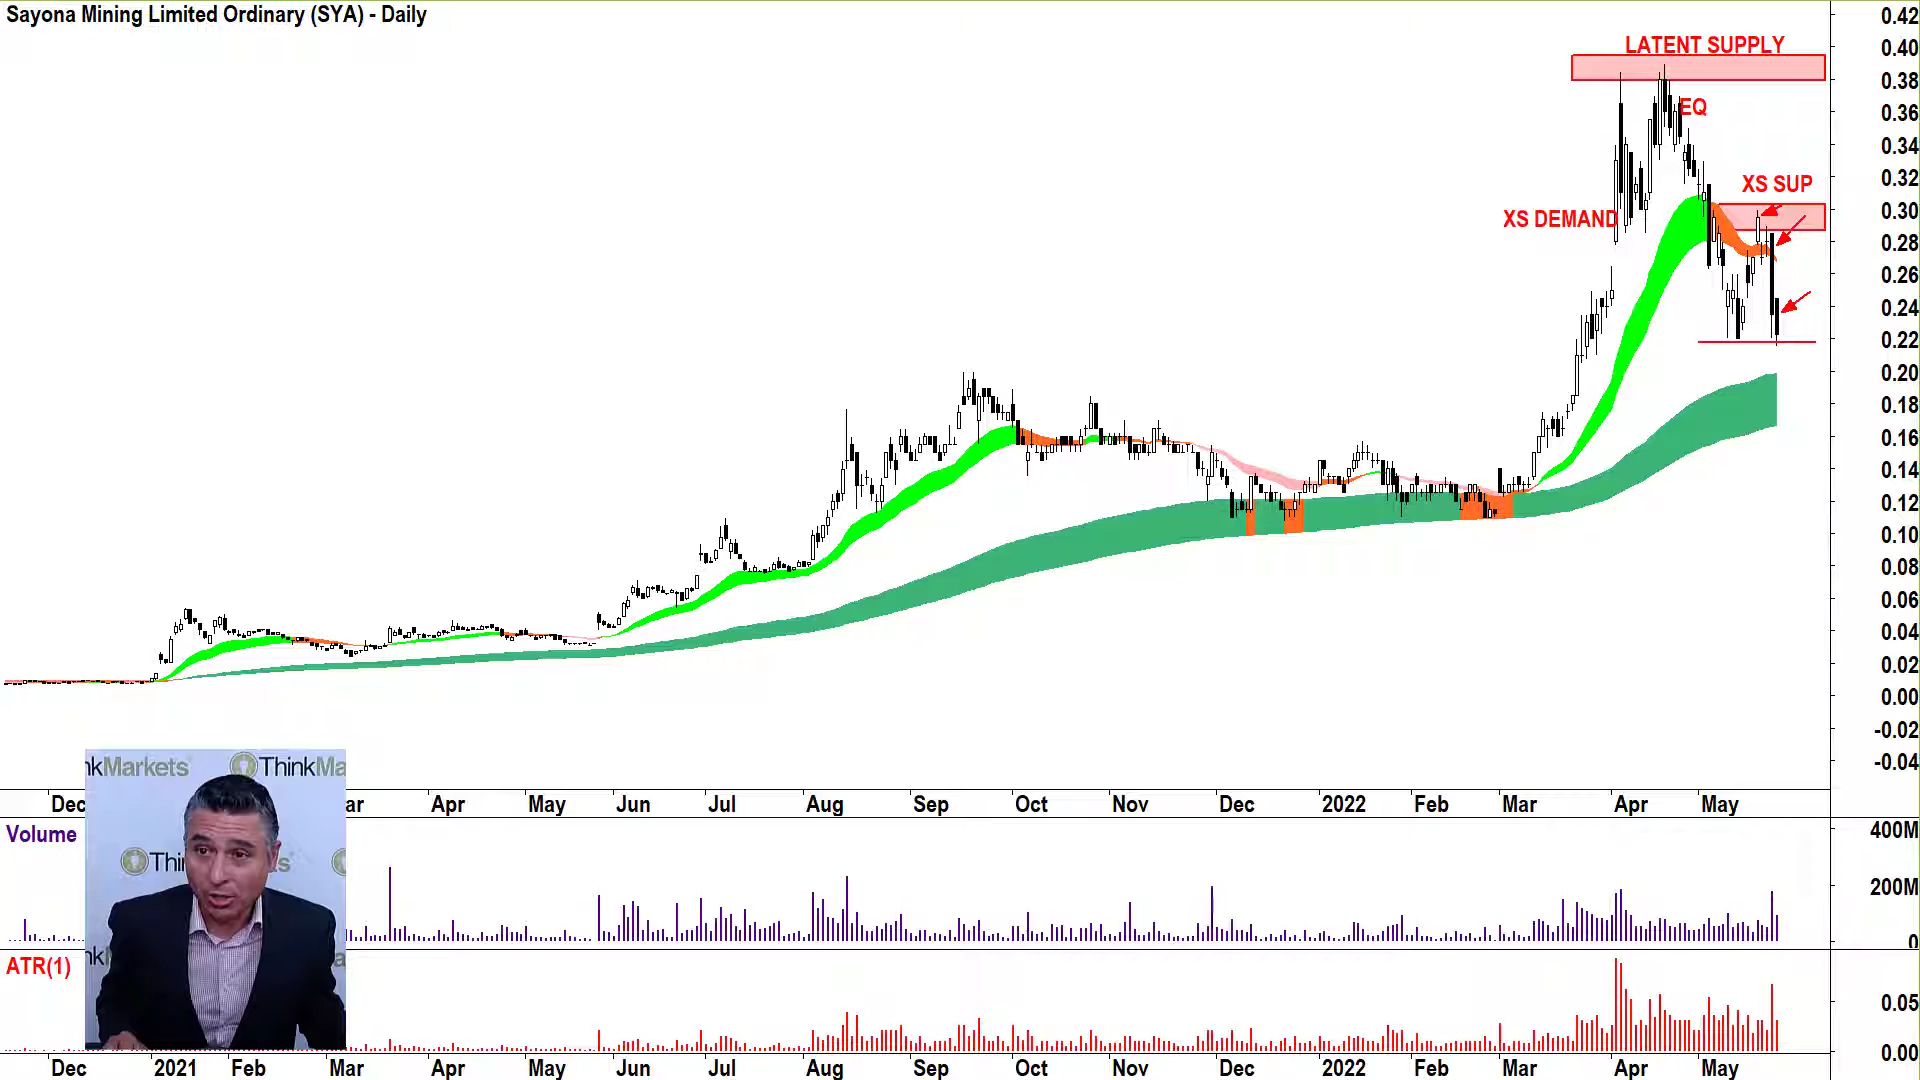 Sayona Mining Limited Ordinary (SYA) - Daily
LATENT SUPPLY
EQ
XS SUP
XS DEMAND
0.42
0.40
0.38
0.36
0.34
0.32
0.30
0.28
0.26
0.24
0.22
0.20
0.18
0.16
0.14
0.12
0.10
0.08
0.06
0.04
0.02
0.00
-0.02
-0.04
Dec ar Apr May Jun Jul Aug Sep Oct Nov Dec 2022 Feb Mar Apr May
Volume
400M
200M
0
ATR(1)
0.05
0.00
nkMarkets ThinkMa
Thi s
nk a
Dec 2021 Feb Mar Apr May Jun Jul Aug Sep Oct Nov Dec 2022 Feb Mar Apr May